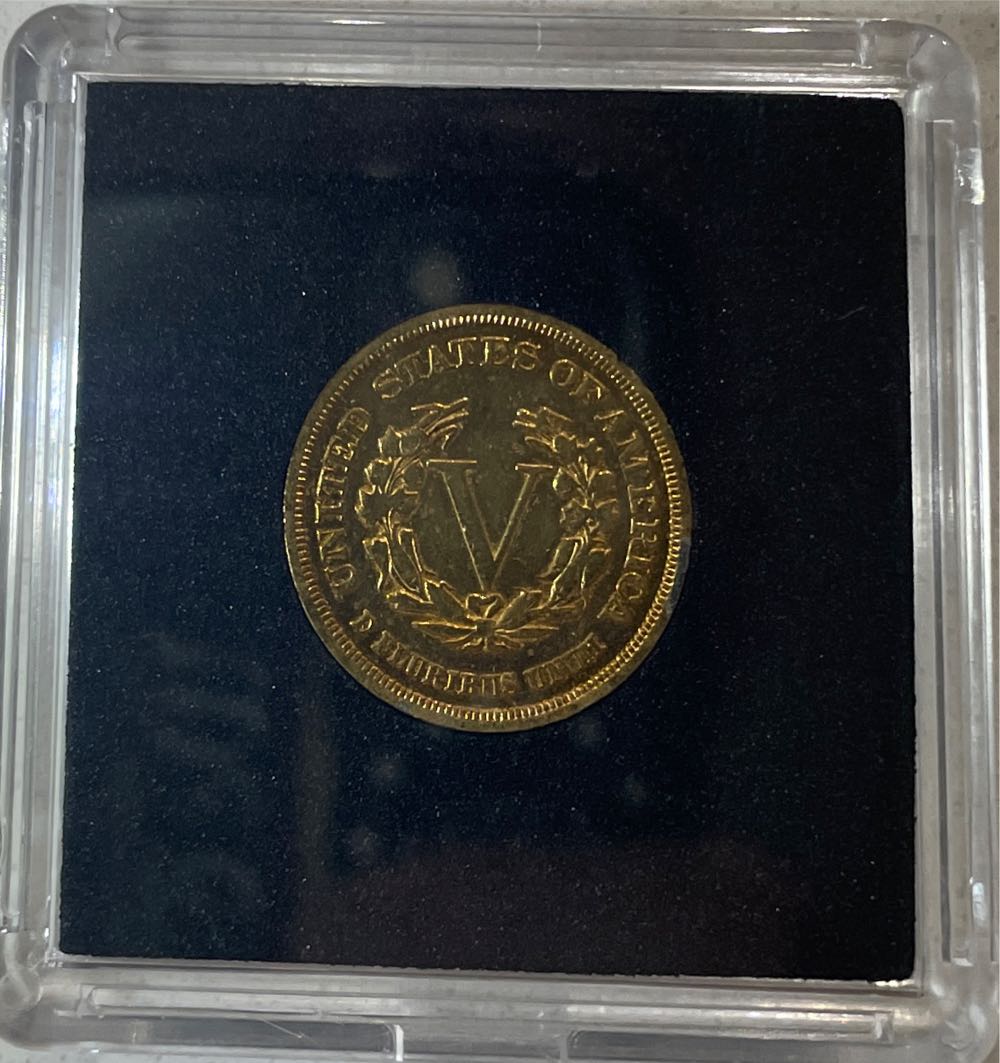 UNITED STATES OF AMERICA
V
E PLURIBUS UNUM